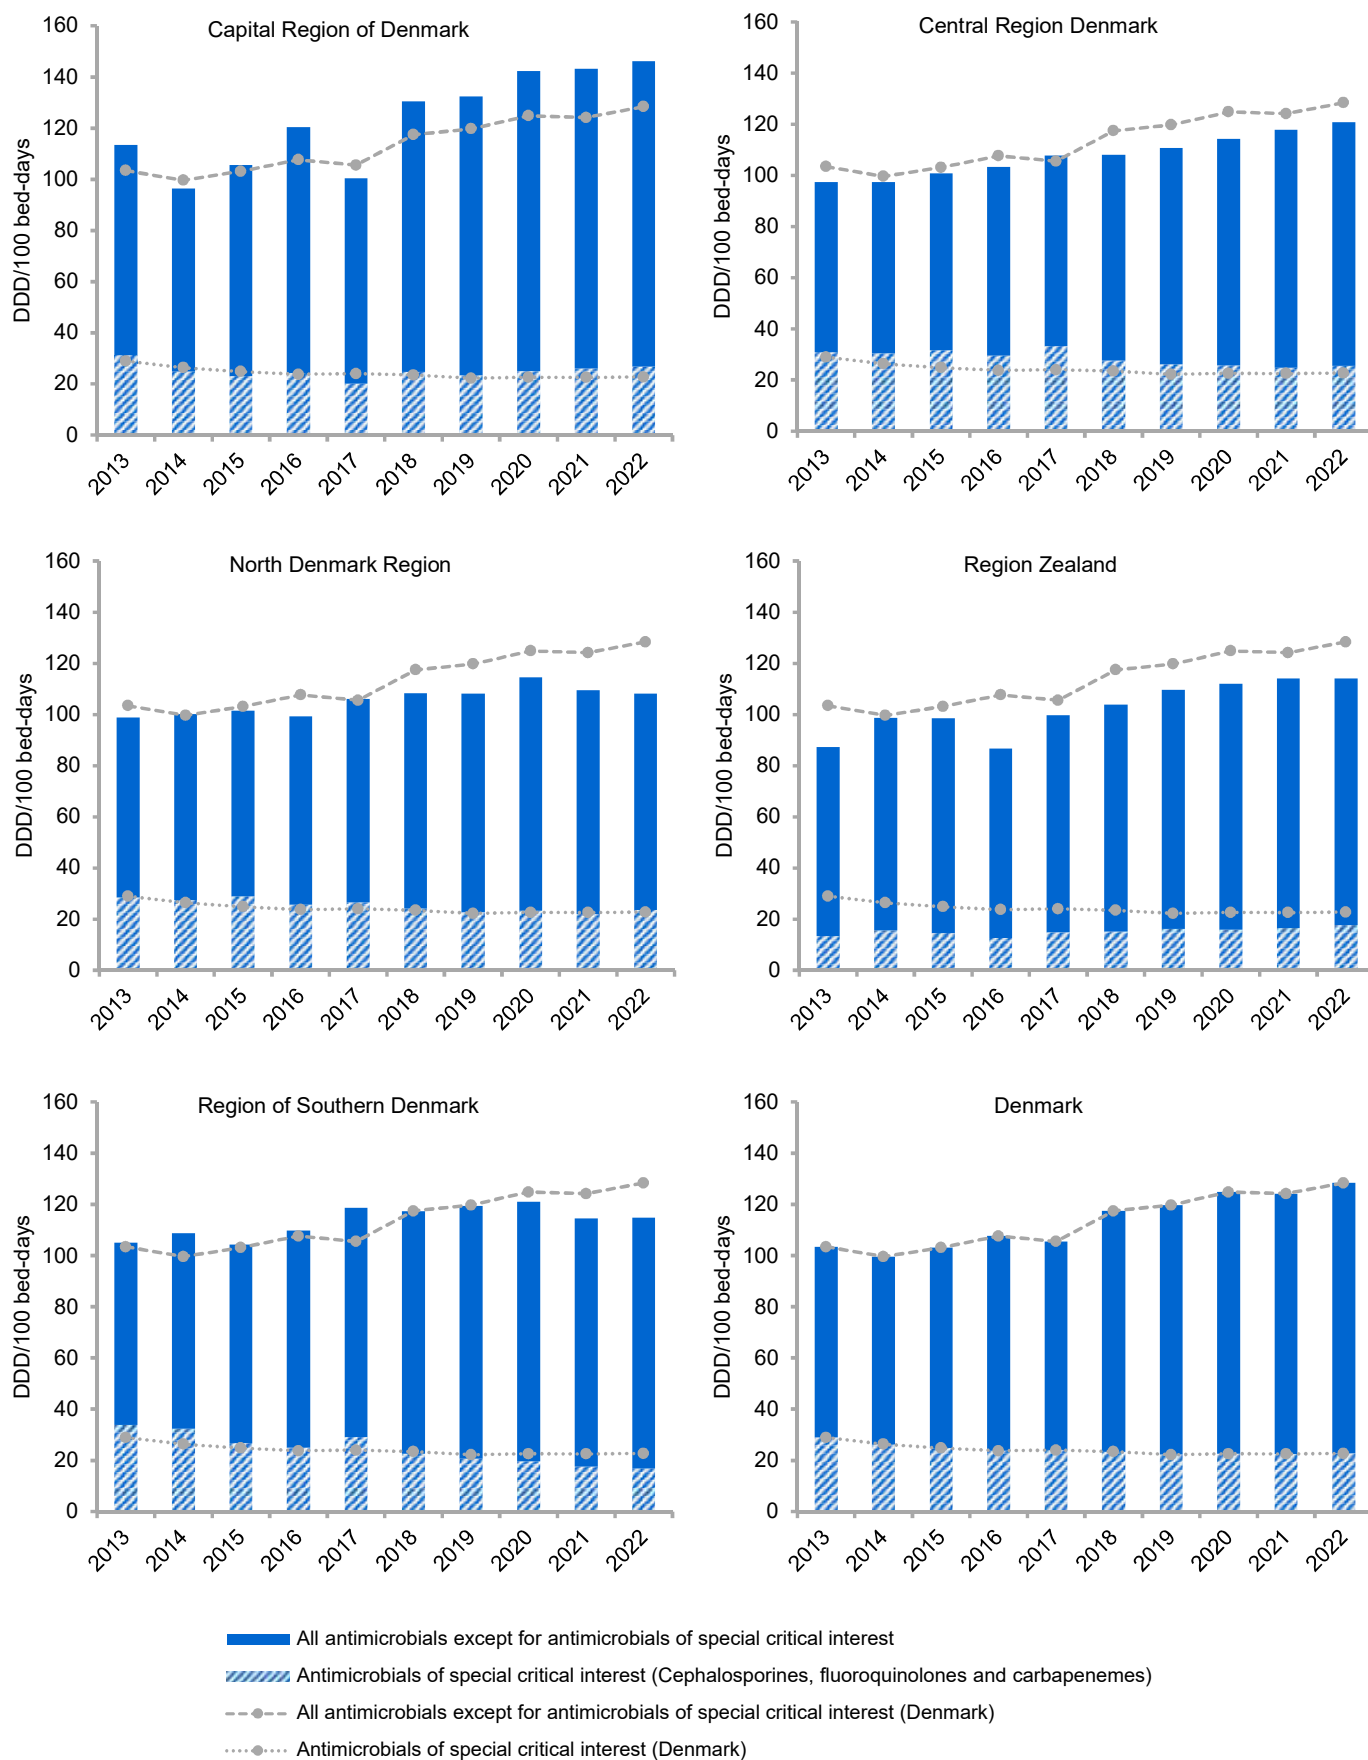 Capital Region of Denmark
DDD/100 bed-days
160
140
120
100
80
60
40
20
0
2013 2014 2015 2016 2017 2018 2019 2020 2021 2022
Central Region Denmark
DDD/100 bed-days
160
140
120
100
80
60
40
20
0
2013 2014 2015 2016 2017 2018 2019 2020 2021 2022
North Denmark Region
DDD/100 bed-days
160
140
120
100
80
60
40
20
0
2013 2014 2015 2016 2017 2018 2019 2020 2021 2022
Region Zealand
DDD/100 bed-days
160
140
120
100
80
60
40
20
0
2013 2014 2015 2016 2017 2018 2019 2020 2021 2022
Region of Southern Denmark
DDD/100 bed-days
160
140
120
100
80
60
40
20
0
2013 2014 2015 2016 2017 2018 2019 2020 2021 2022
Denmark
DDD/100 bed-days
160
140
120
100
80
60
40
20
0
2013 2014 2015 2016 2017 2018 2019 2020 2021 2022
All antimicrobials except for antimicrobials of special critical interest
Antimicrobials of special critical interest (Cephalosporines, fluoroquinolones and carbapenemes)
All antimicrobials except for antimicrobials of special critical interest (Denmark)
Antimicrobials of special critical interest (Denmark)